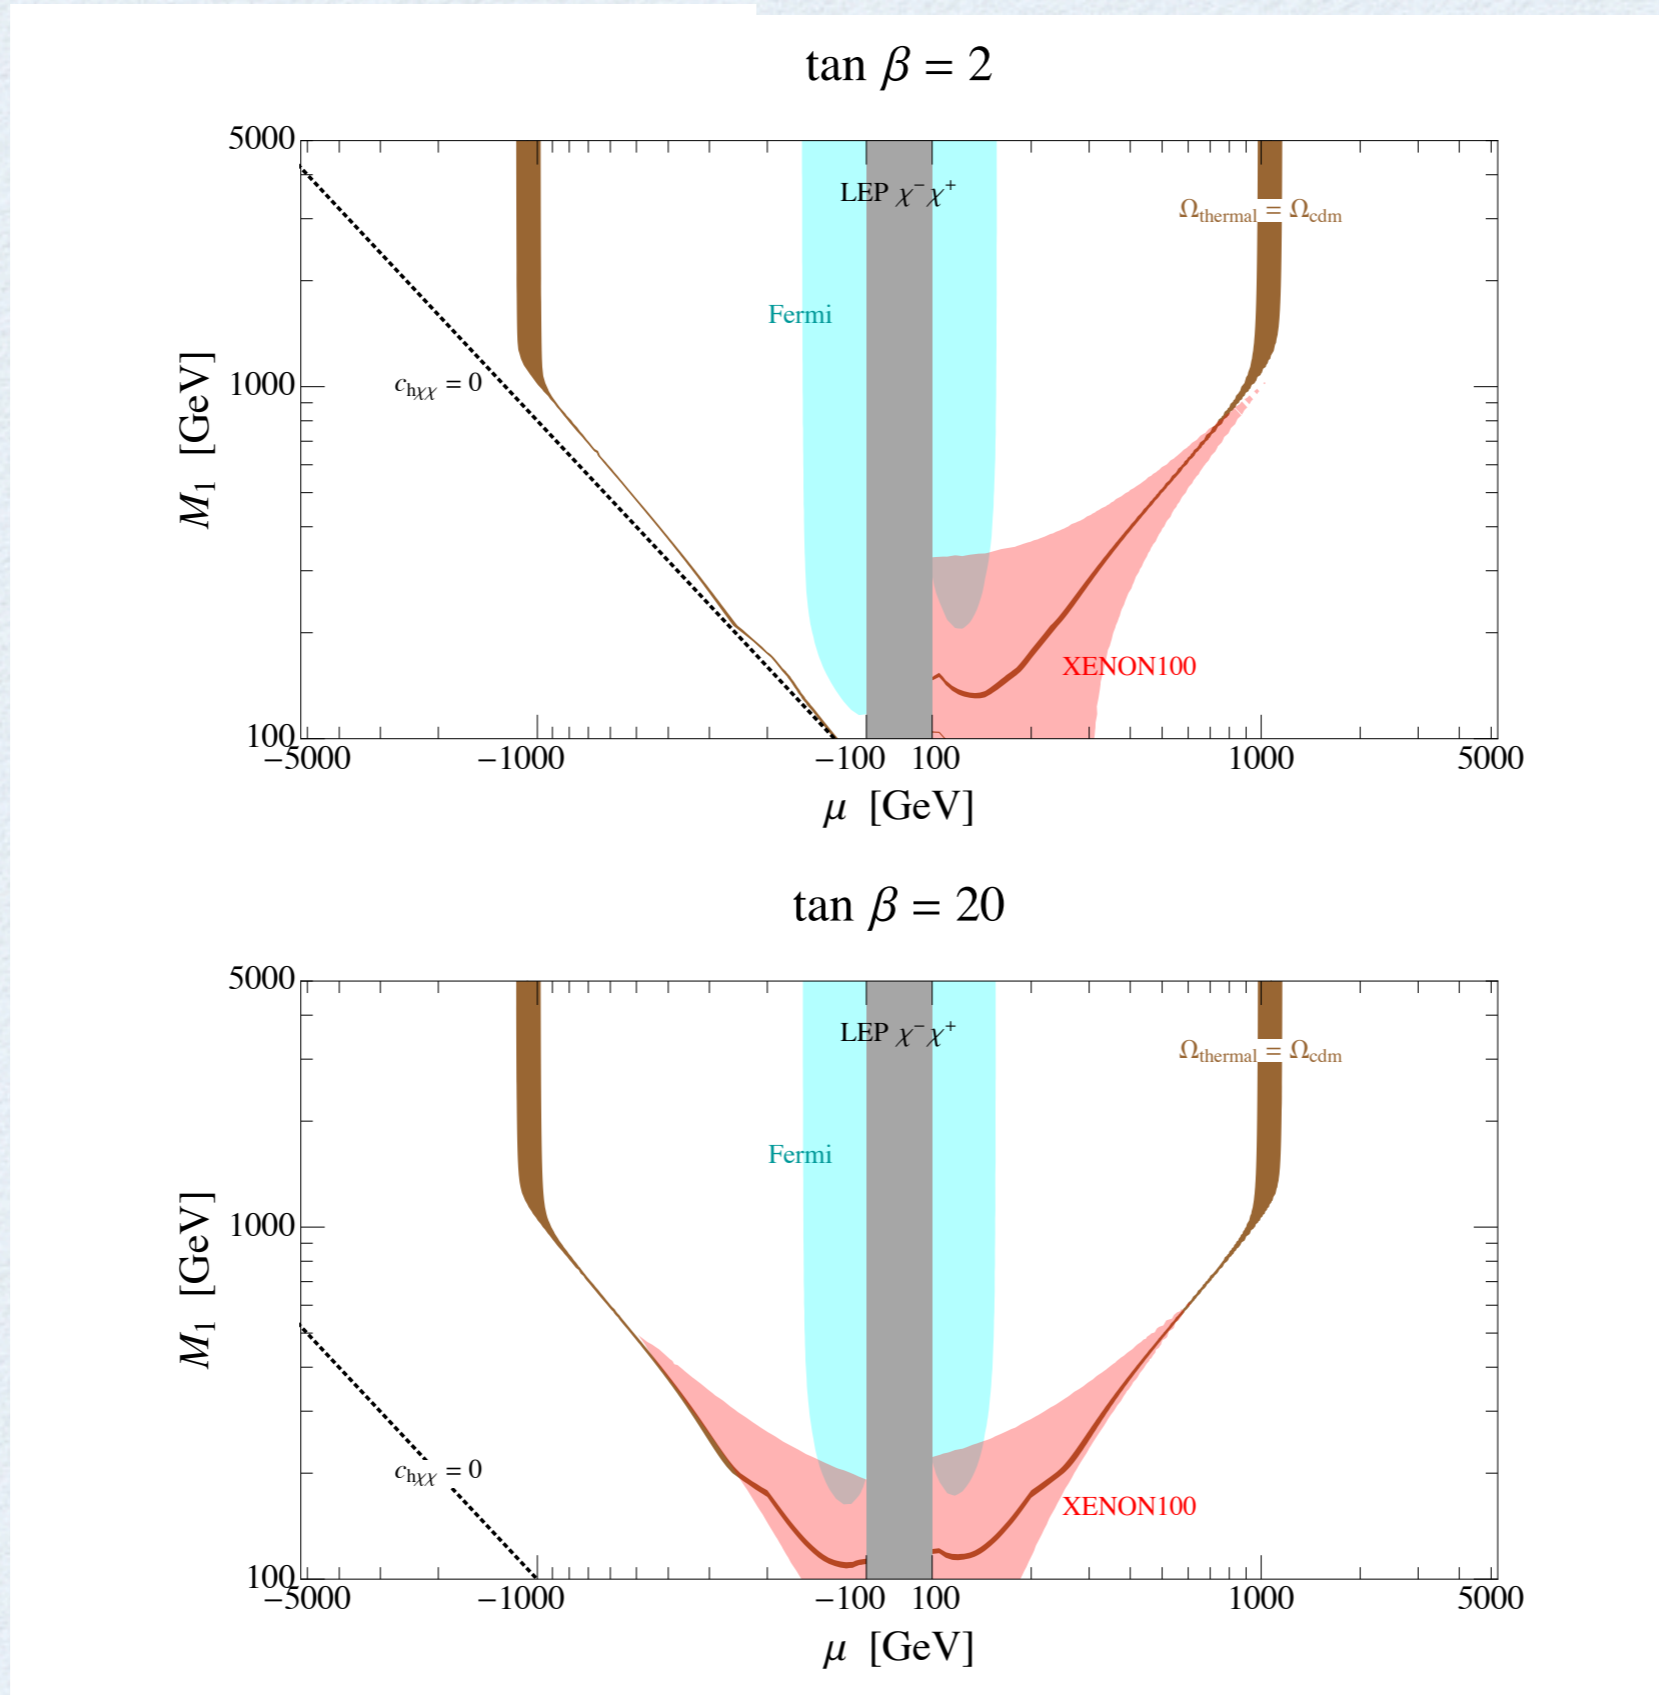 tan β = 2
5000
LEP χ⁻χ⁺
Ω_thermal = Ω_cdm
Fermi
M₁ [GeV]
1000
c_hχχ = 0
XENON100
100
−5000 −1000 −100 100 1000 5000
μ [GeV]
tan β = 20
5000
LEP χ⁻χ⁺
Ω_thermal = Ω_cdm
Fermi
M₁ [GeV]
1000
c_hχχ = 0
XENON100
100
−5000 −1000 −100 100 1000 5000
μ [GeV]